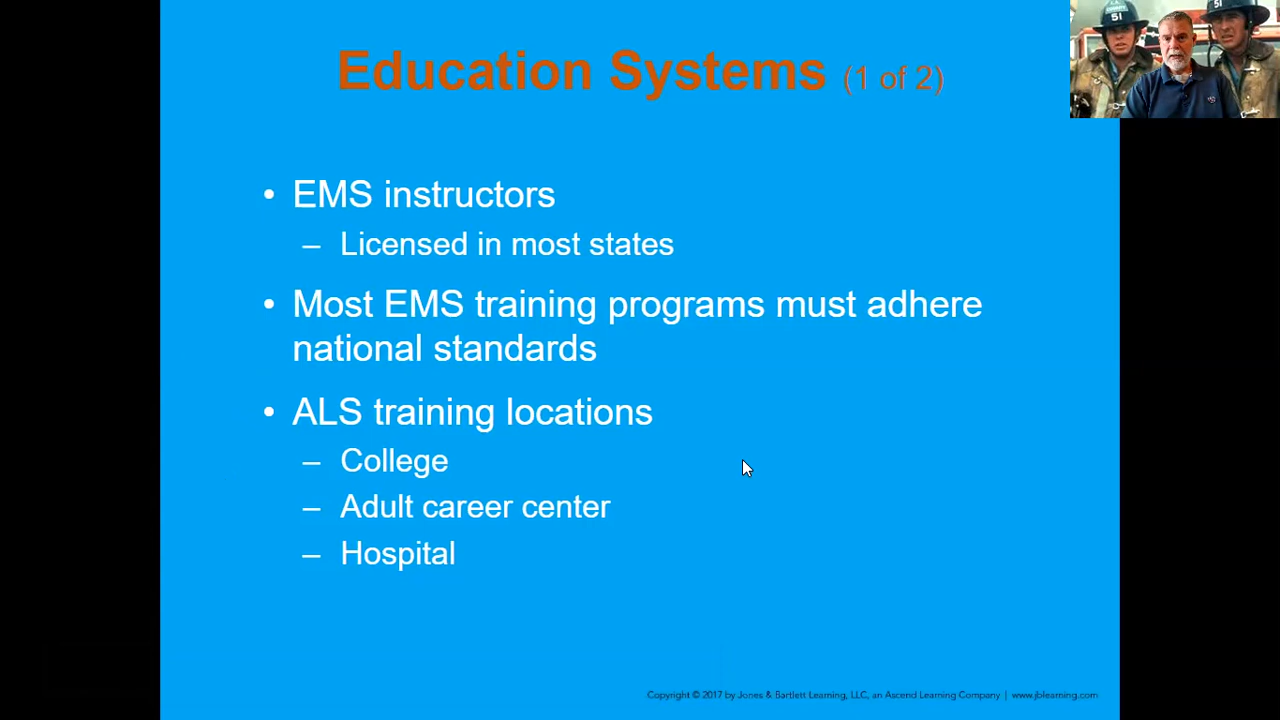 51
51
Education Systems (1 of 2)
• EMS instructors
– Licensed in most states
• Most EMS training programs must adhere
national standards
• ALS training locations
– College
– Adult career center
– Hospital
Copyright © 2017 by Jones & Bartlett Learning, LLC, an Ascend Learning Company | www.jblearning.com